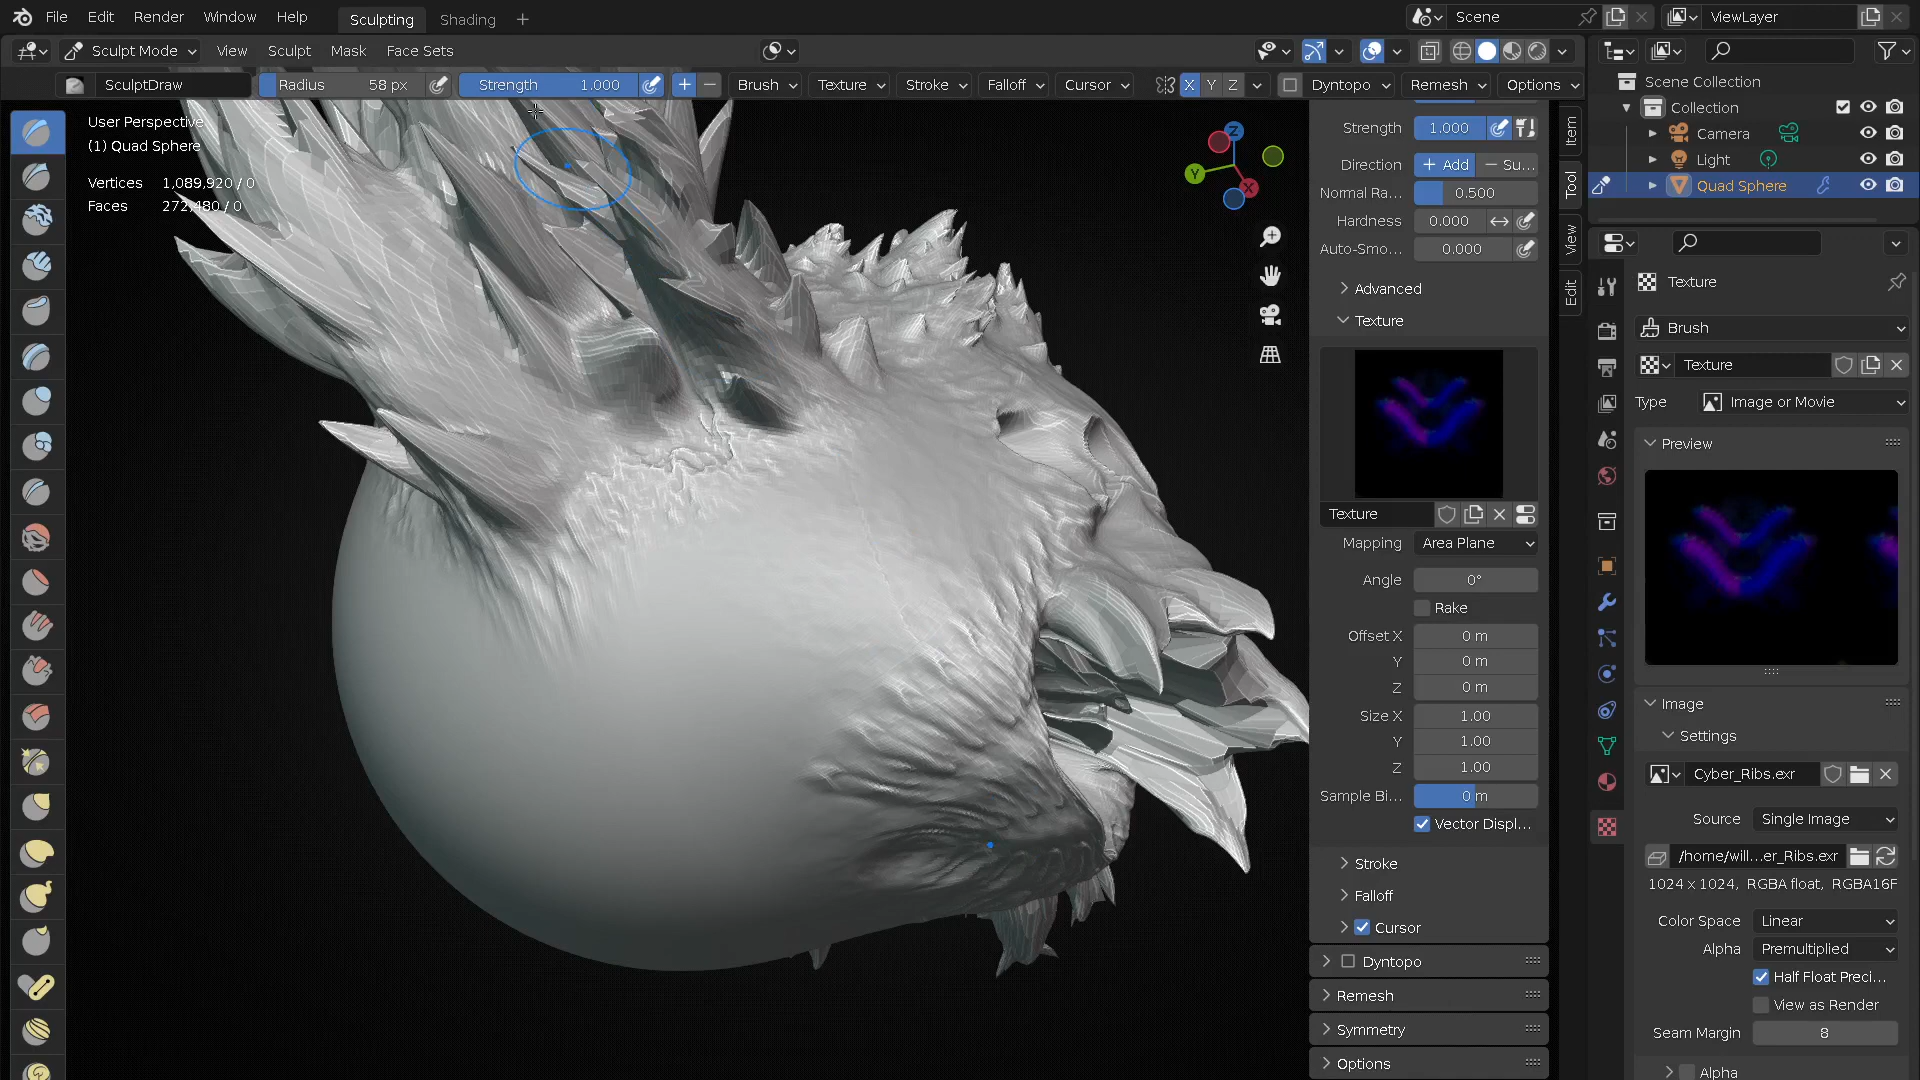 File Edit Render Window Help Sculpting Shading + Scene ViewLayer
Sculpt Mode View Sculpt Mask Face Sets
SculptDraw Radius 58 px Strength 1.000 + − Brush Texture Stroke Falloff Cursor X Y Z Dyntopo Remesh Options
User Perspective
(1) Quad Sphere
Vertices 1,089,920 / 0
Faces 272,480 / 0
Z
Y
X
Strength 1.000
Direction + Add − Su...
Normal Ra... 0.500
Hardness 0.000
Auto-Smo... 0.000
Advanced
Texture
Texture
Mapping Area Plane
Angle 0°
Rake
Offset X 0 m
Y 0 m
Z 0 m
Size X 1.00
Y 1.00
Z 1.00
Sample Bi... 0 m
Vector Displ...
Stroke
Falloff
Cursor
Dyntopo
Remesh
Symmetry
Options
Item
Tool
View
Edit
Scene Collection
Collection
Camera
Light
Quad Sphere
Texture
Brush
Texture
Type Image or Movie
Preview
Image
Settings
Cyber_Ribs.exr
Source Single Image
/home/will...er_Ribs.exr
1024 x 1024, RGBA float, RGBA16F
Color Space Linear
Alpha Premultiplied
Half Float Preci...
View as Render
Seam Margin 8
Alpha